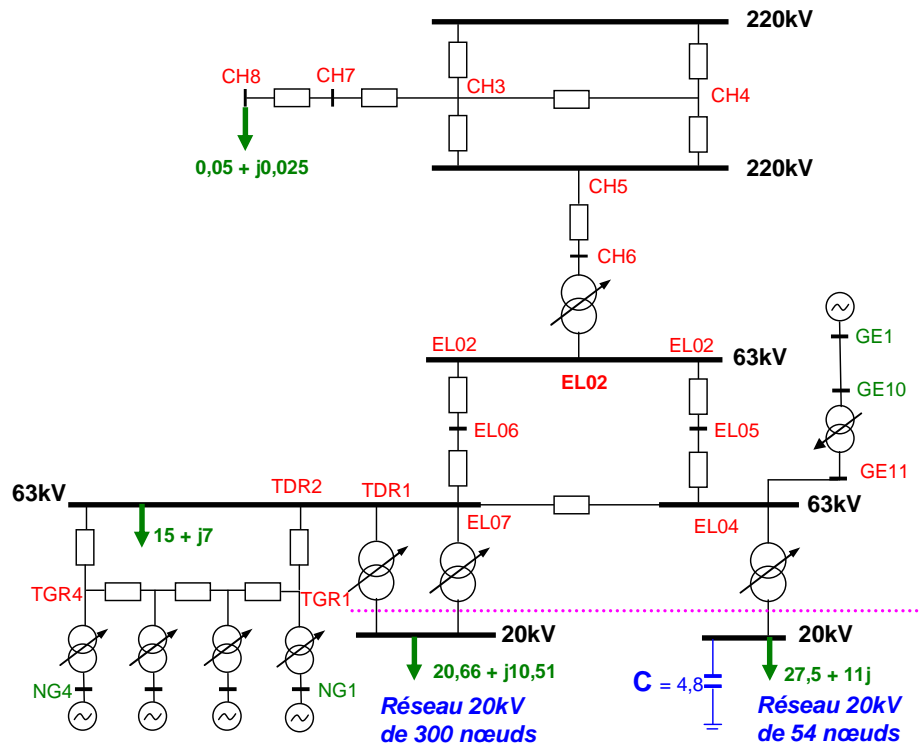 220kV
CH8
CH7
CH3
CH4
0,05 + j0,025
220kV
CH5
CH6
GE1
EL02
EL02
63kV
EL02
GE10
EL06
EL05
GE11
63kV
TDR2
TDR1
EL07
EL04
63kV
15 + j7
TGR4
TGR1
20kV
20kV
NG4
NG1
20,66 + j10,51
C = 4,8
27,5 + 11j
Réseau 20kV
de 300 nœuds
Réseau 20kV
de 54 nœuds